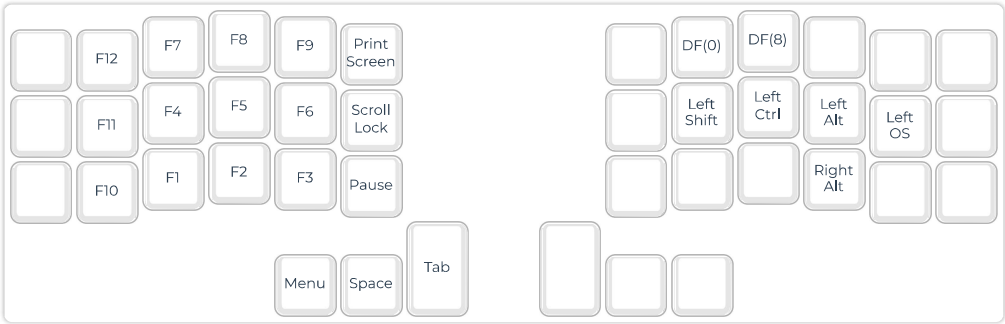 F12 F7 F8 F9 Print Screen DF(0) DF(8)
F11 F4 F5 F6 Scroll Lock Left Shift Left Ctrl Left Alt Left OS
F10 F1 F2 F3 Pause Right Alt
Menu Space Tab